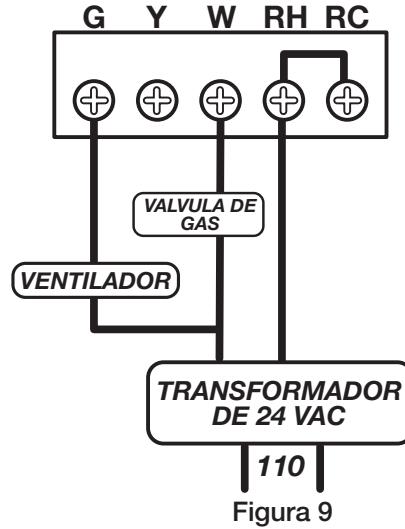 G Y W RH RC
VALVULA DE
GAS
VENTILADOR
TRANSFORMADOR
DE 24 VAC
110
Figura 9